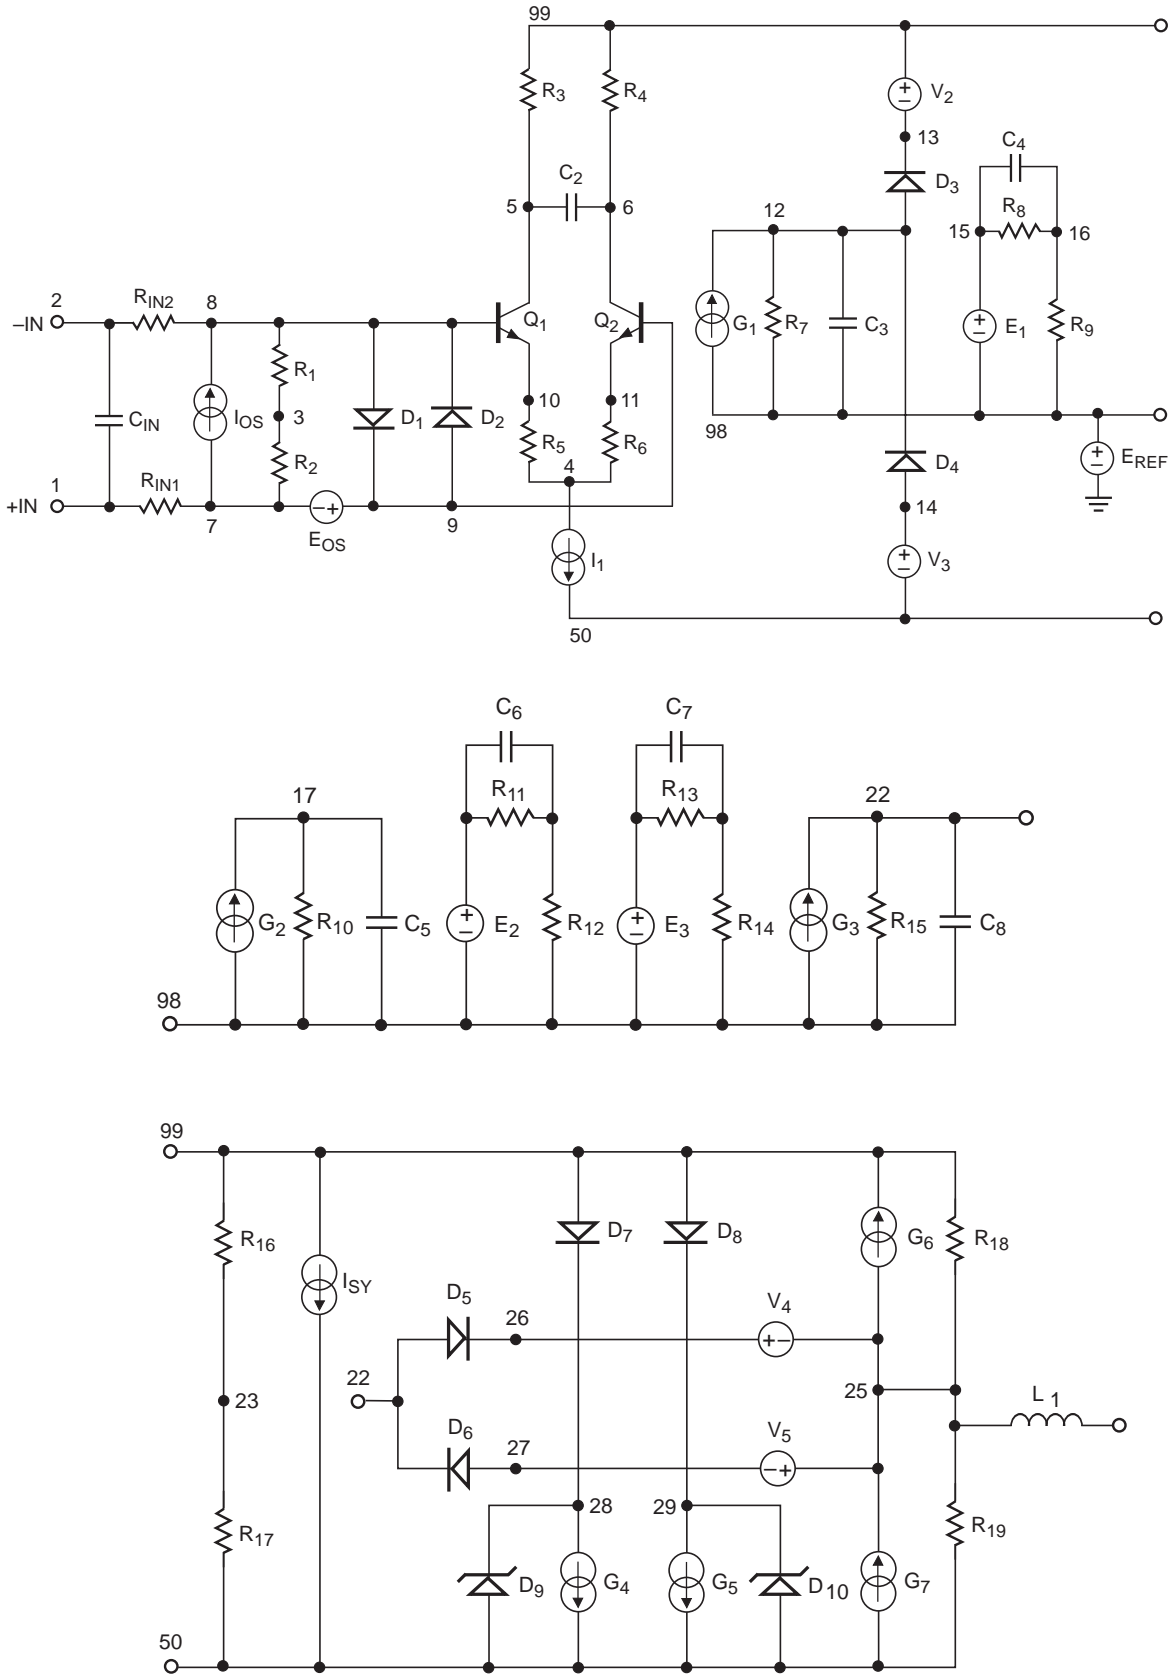 99
R3
R4
+
−
V2
13
C2
C4
D3
5
6
12
R8
15
16
2
RIN2
8
−IN
Q1
Q2
G1
R7
C3
+
−
E1
R9
R1
CIN
IOS
3
D1
D2
10
11
98
R5
R6
D4
+
−
EREF
R2
4
1
RIN1
+IN
7
− +
EOS
9
14
I1
+
−
V3
50
C6
C7
17
R11
R13
22
G2
R10
C5
+
−
E2
R12
+
−
E3
R14
G3
R15
C8
98
99
R16
D7
D8
G6
R18
ISY
D5
26
V4
+ −
22
23
25
L 1
D6
27
V5
− +
28
29
R17
R19
D9
G4
G5
D10
G7
50